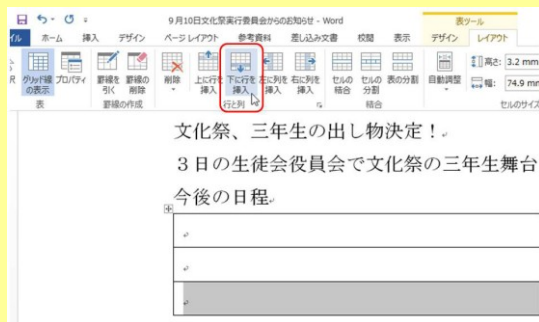 9月10日文化祭実行委員会からのお知らせ - Word
表ツール
イル ホーム 挿入 デザイン ページ レイアウト 参考資料 差し込み文書 校閲 表示 デザイン レイアウト
グリッド線の表示
プロパティ
罫線を引く
罫線の削除
削除
上に行を挿入
下に行を挿入
左に列を挿入
右に列を挿入
セルの結合
セルの分割
表の分割
自動調整
高さ: 3.2 mm
幅: 74.9 mm
表
罫線の作成
行と列
結合
セルのサイズ
文化祭、三年生の出し物決定！
３日の生徒会役員会で文化祭の三年生舞台
今後の日程